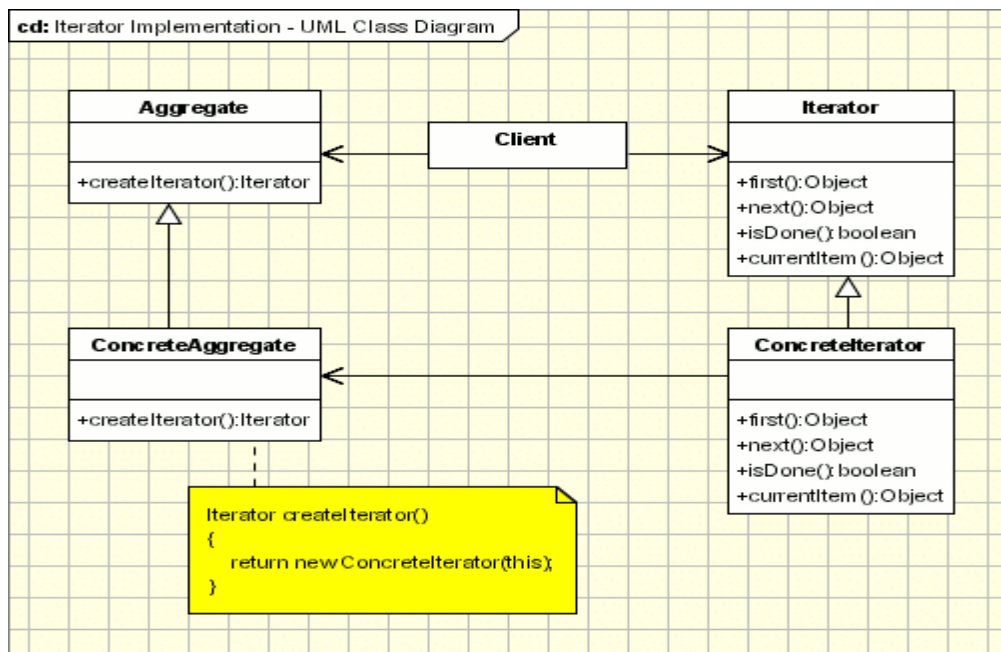 cd: Iterator Implementation - UML Class Diagram
Aggregate
+createIterator():Iterator
Client
Iterator
+first():Object
+next():Object
+isDone():boolean
+currentItem():Object
ConcreteAggregate
+createIterator():Iterator
ConcreteIterator
+first():Object
+next():Object
+isDone():boolean
+currentItem():Object
Iterator createIterator()
{
return new ConcreteIterator(this);
}